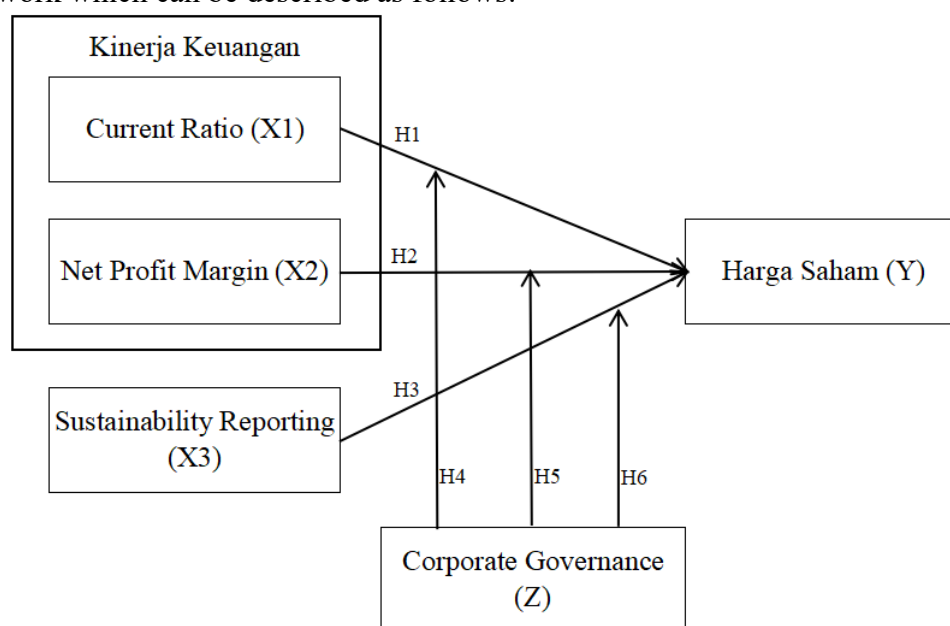 work which can be described as follows:
Kinerja Keuangan
Current Ratio (X1)
H1
Net Profit Margin (X2)
H2
Harga Saham (Y)
H3
Sustainability Reporting
(X3)
H4
H5
H6
Corporate Governance
(Z)